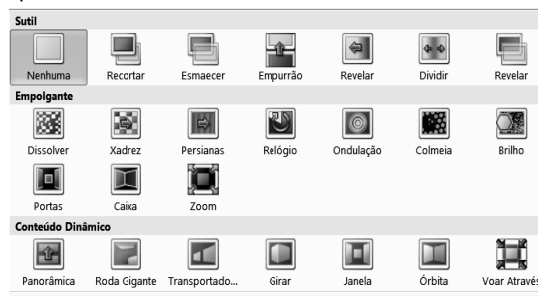 Sutil
Nenhuma Recortar Esmaecer Empurrão Revelar Dividir Revelar
Empolgante
Dissolver Xadrez Persianas Relógio Ondulação Colmeia Brilho
Portas Caixa Zoom
Conteúdo Dinâmico
Panorâmica Roda Gigante Transportado... Girar Janela Órbita Voar Através